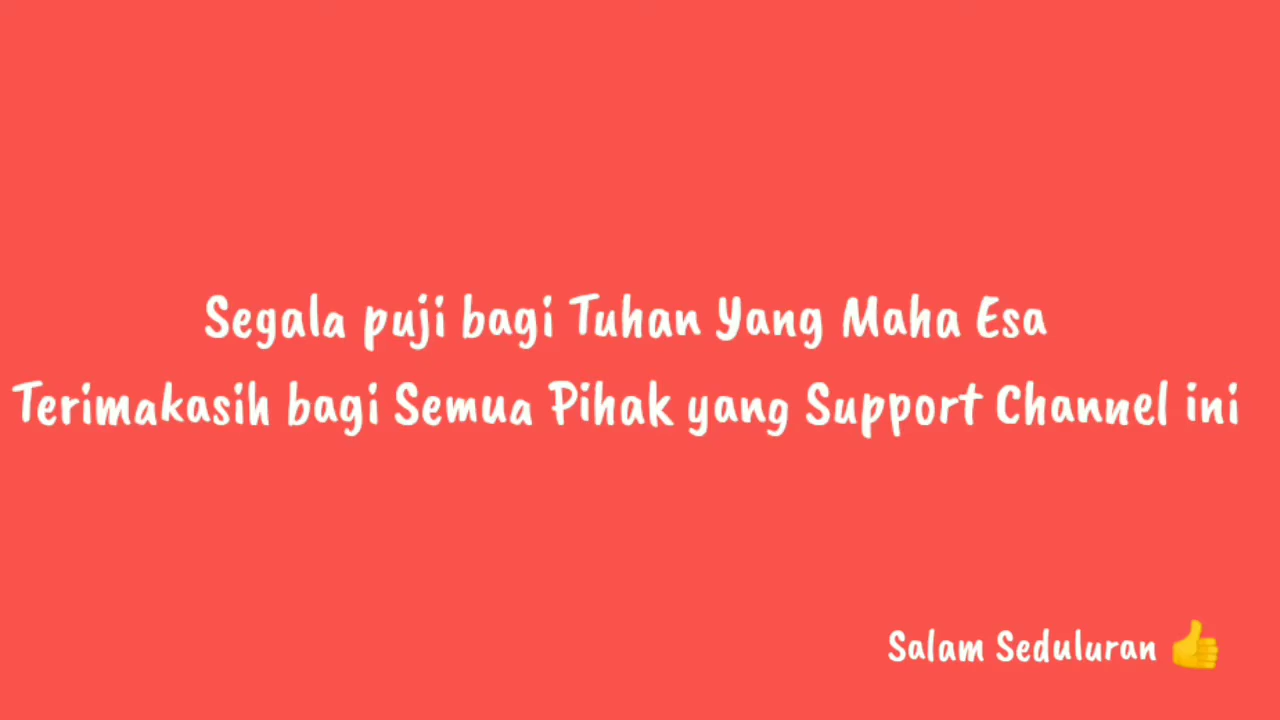 Segala puji bagi Tuhan Yang Maha Esa
Terimakasih bagi Semua Pihak yang Support Channel ini
Salam Seduluran 👍